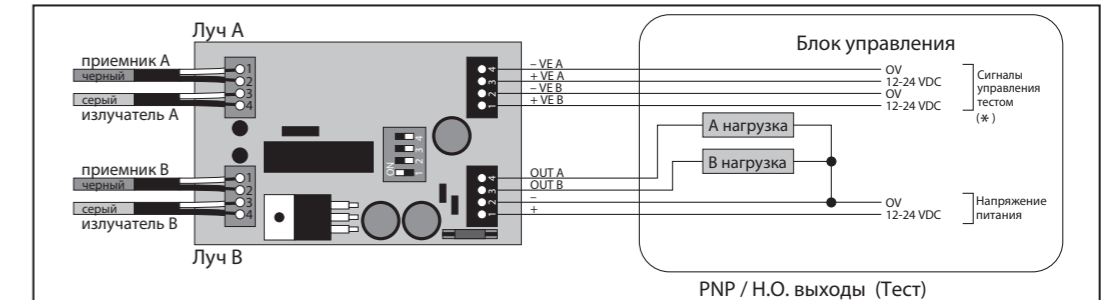 Луч A
приемник A
черный
серый
излучатель A
1
2
3
4
приемник B
черный
серый
излучатель B
1
2
3
4
Луч B
ON
1 2 3 4
4
3
2
1
4
3
2
1
– VE A
+ VE A
– VE B
+ VE B
OUT A
OUT B
–
+
Блок управления
OV
12-24 VDC
OV
12-24 VDC
Сигналы
управления
тестом
(*)
A нагрузка
B нагрузка
OV
12-24 VDC
Напряжение
питания
PNP / Н.О. выходы (Тест)